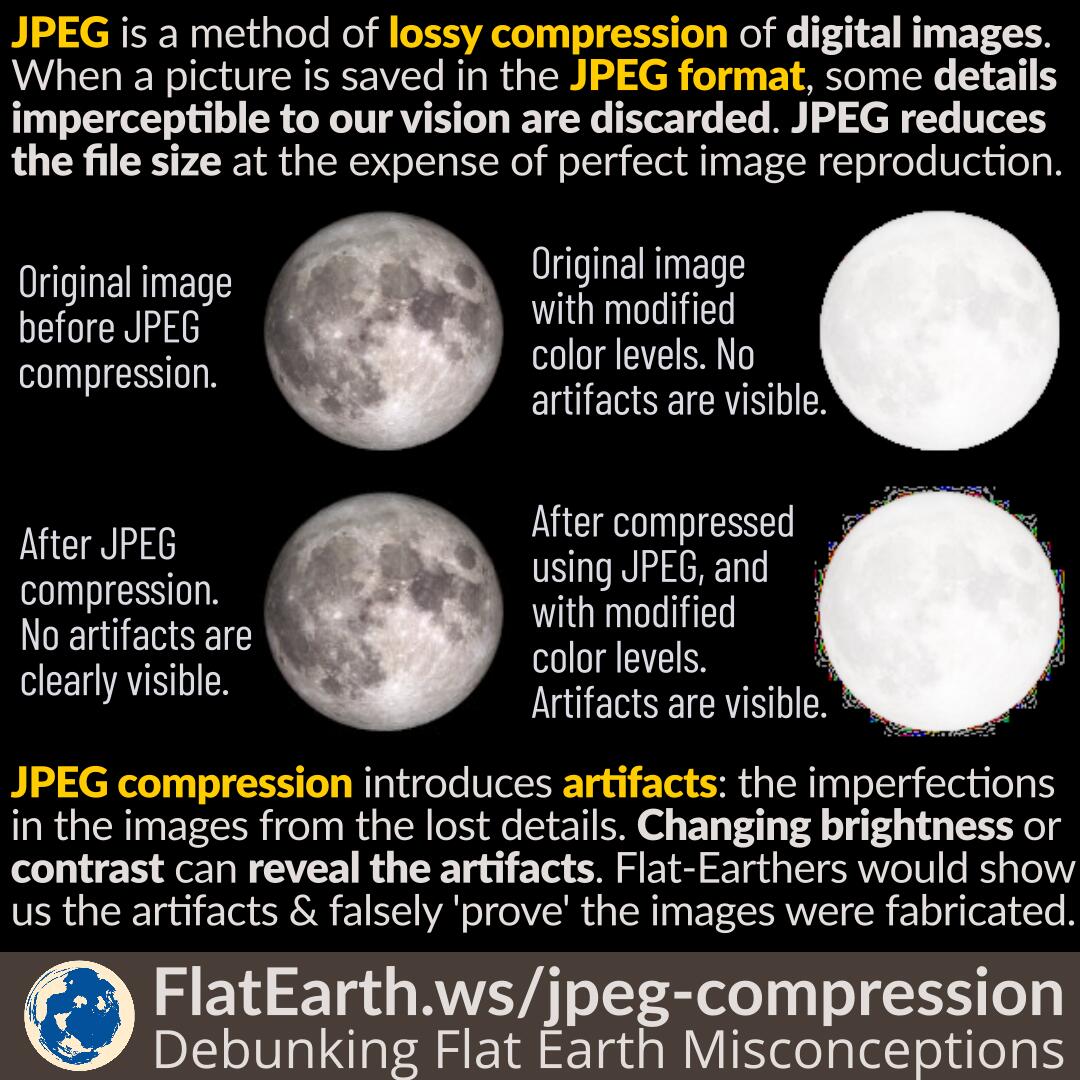 JPEG is a method of lossy compression of digital images.
When a picture is saved in the JPEG format, some details
imperceptible to our vision are discarded. JPEG reduces
the file size at the expense of perfect image reproduction.
Original image
before JPEG
compression.
Original image
with modified
color levels. No
artifacts are visible.
After JPEG
compression.
No artifacts are
clearly visible.
After compressed
using JPEG, and
with modified
color levels.
Artifacts are visible.
JPEG compression introduces artifacts: the imperfections
in the images from the lost details. Changing brightness or
contrast can reveal the artifacts. Flat-Earthers would show
us the artifacts & falsely 'prove' the images were fabricated.
FlatEarth.ws/jpeg-compression
Debunking Flat Earth Misconceptions